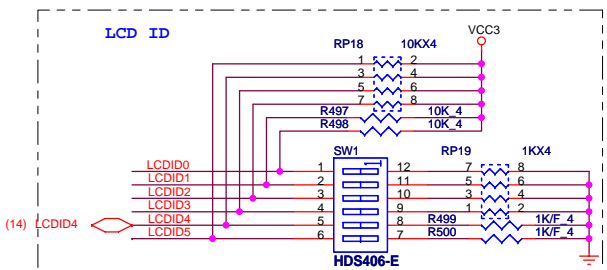 LCD ID
VCC3
RP18 10KX4
1 2
3 4
5 6
7 8
R497 10K_4
R498 10K_4
SW1 RP19 1KX4
LCDID0 1 1 12 7 8
LCDID1 2 11 5 6
LCDID2 3 10 3 4
LCDID3 4 9 1 2
(14) LCDID4 LCDID4 5 8 R499 1K/F_4
LCDID5 6 7 R500 1K/F_4
HDS406-E